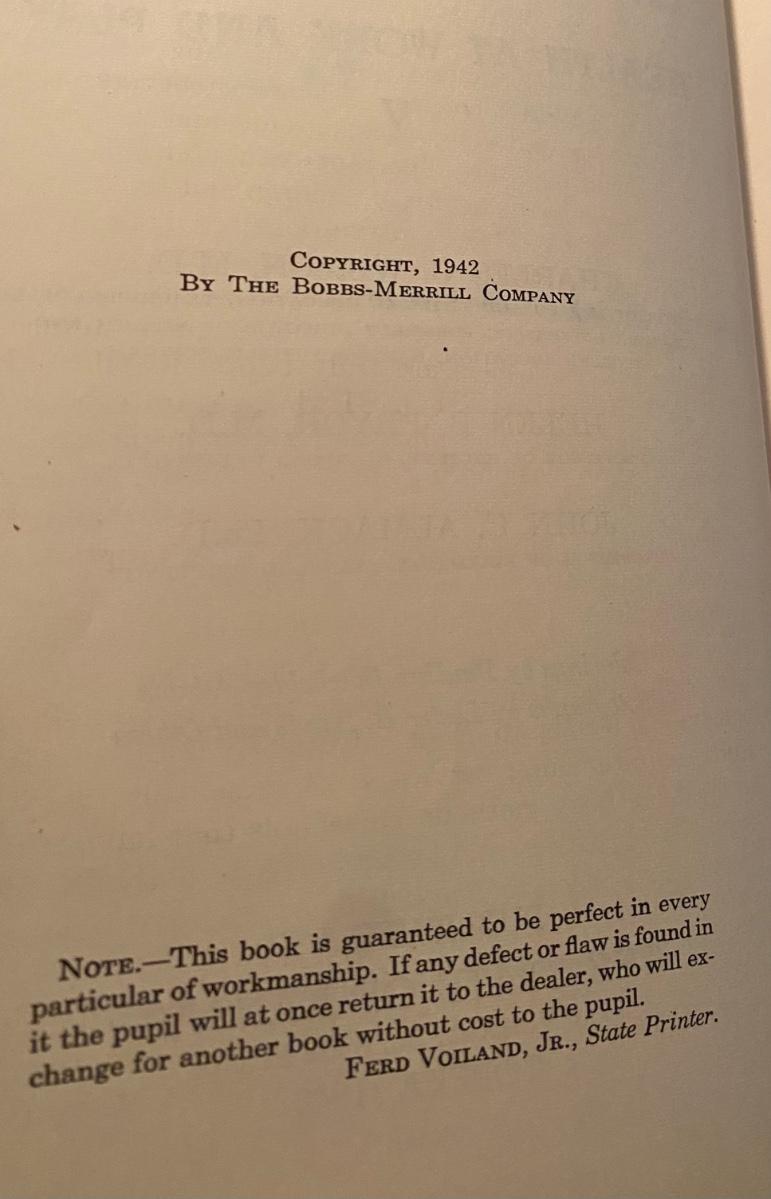 COPYRIGHT, 1942
BY THE BOBBS-MERRILL COMPANY
NOTE.—This book is guaranteed to be perfect in every
particular of workmanship. If any defect or flaw is found in
it the pupil will at once return it to the dealer, who will ex-
change for another book without cost to the pupil.
FERD VOILAND, JR., State Printer.